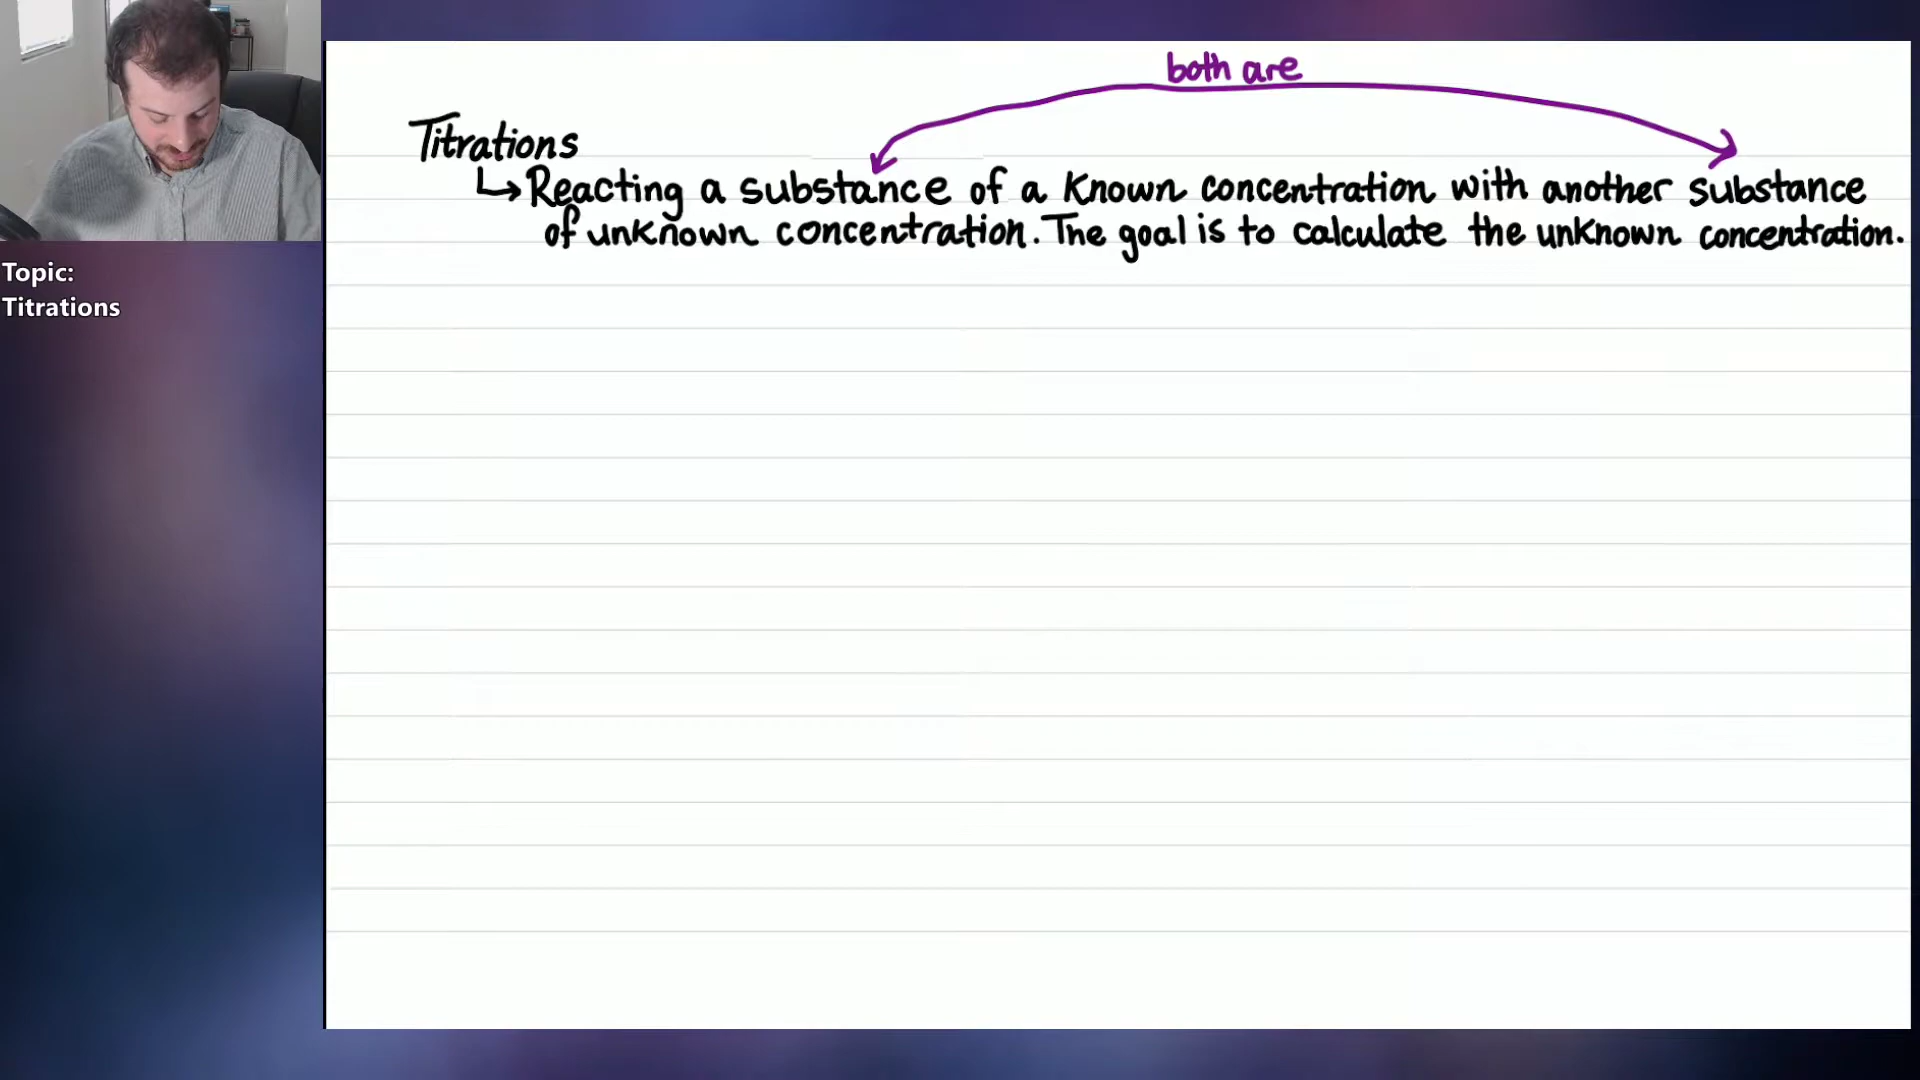 both are
Titrations
Reacting a substance of a known concentration with another substance
of unknown concentration. The goal is to calculate the unknown concentration.
Topic:
Titrations